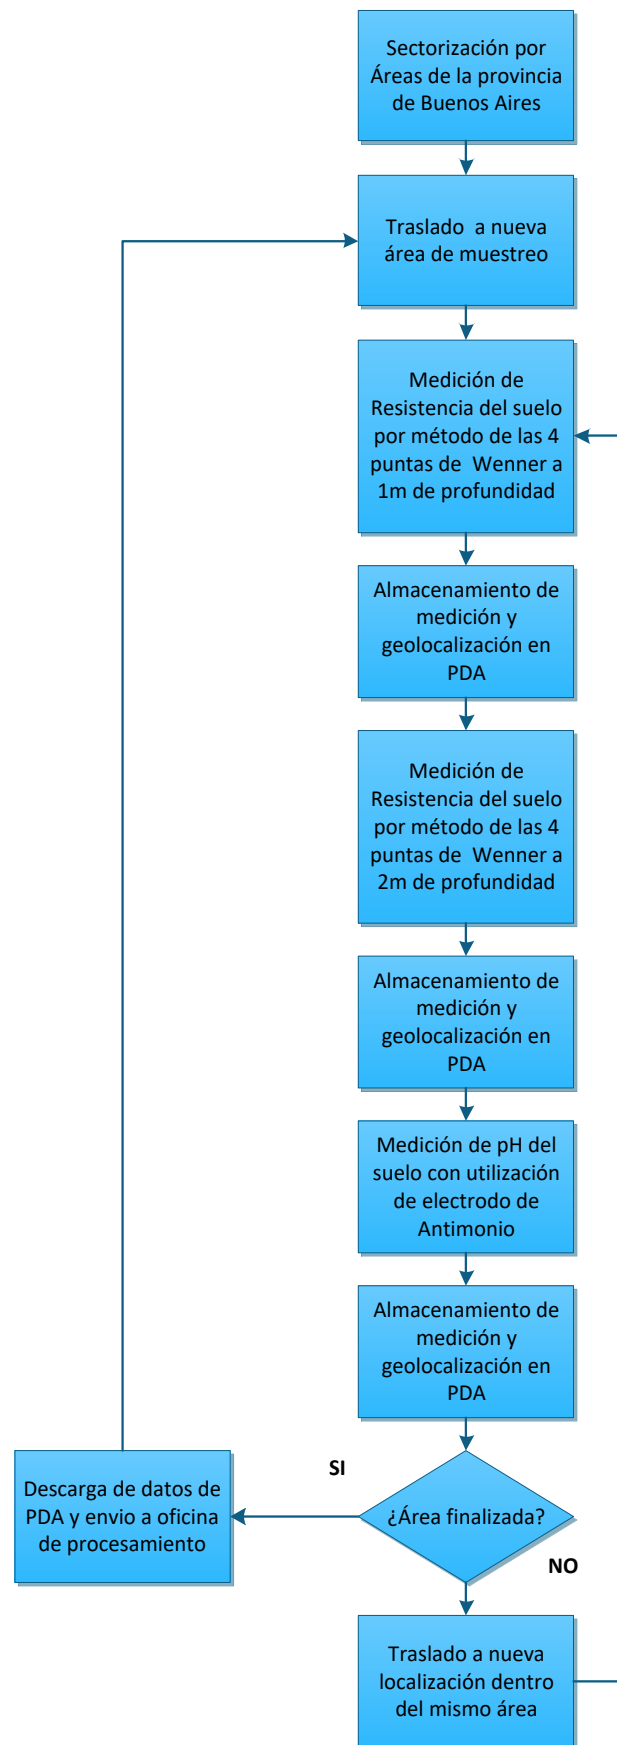 Sectorización por
Áreas de la provincia
de Buenos Aires
Traslado a nueva
área de muestreo
Medición de
Resistencia del suelo
por método de las 4
puntas de Wenner a
1m de profundidad
Almacenamiento de
medición y
geolocalización en
PDA
Medición de
Resistencia del suelo
por método de las 4
puntas de Wenner a
2m de profundidad
Almacenamiento de
medición y
geolocalización en
PDA
Medición de pH del
suelo con utilización
de electrodo de
Antimonio
Almacenamiento de
medición y
geolocalización en
PDA
SI
Descarga de datos de
PDA y envio a oficina
de procesamiento
¿Área finalizada?
NO
Traslado a nueva
localización dentro
del mismo área